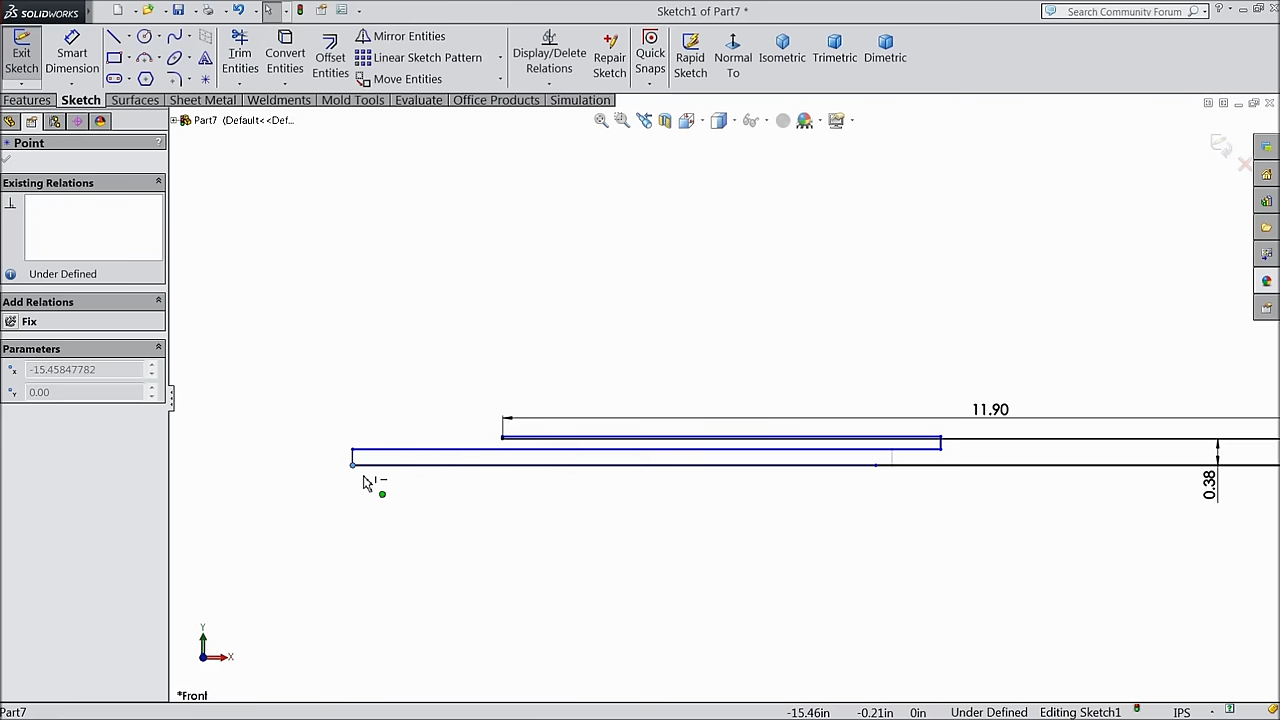 SOLIDWORKS
Sketch1 of Part7 *
Search Community Forum
Exit Sketch
Smart Dimension
Trim Entities
Convert Entities
Offset Entities
Mirror Entities
Linear Sketch Pattern
Move Entities
Display/Delete Relations
Repair Sketch
Quick Snaps
Rapid Sketch
Normal To
Isometric
Trimetric
Dimetric
Features
Sketch
Surfaces
Sheet Metal
Weldments
Mold Tools
Evaluate
Office Products
Simulation
Part7 (Default<<Def...
Point
?
Existing Relations
Under Defined
Add Relations
Fix
Parameters
x
-15.45847782
y
0.00
11.90
0.38
Y
X
*Front
Part7
-15.46in
-0.21in
0in
Under Defined
Editing Sketch1
IPS
?